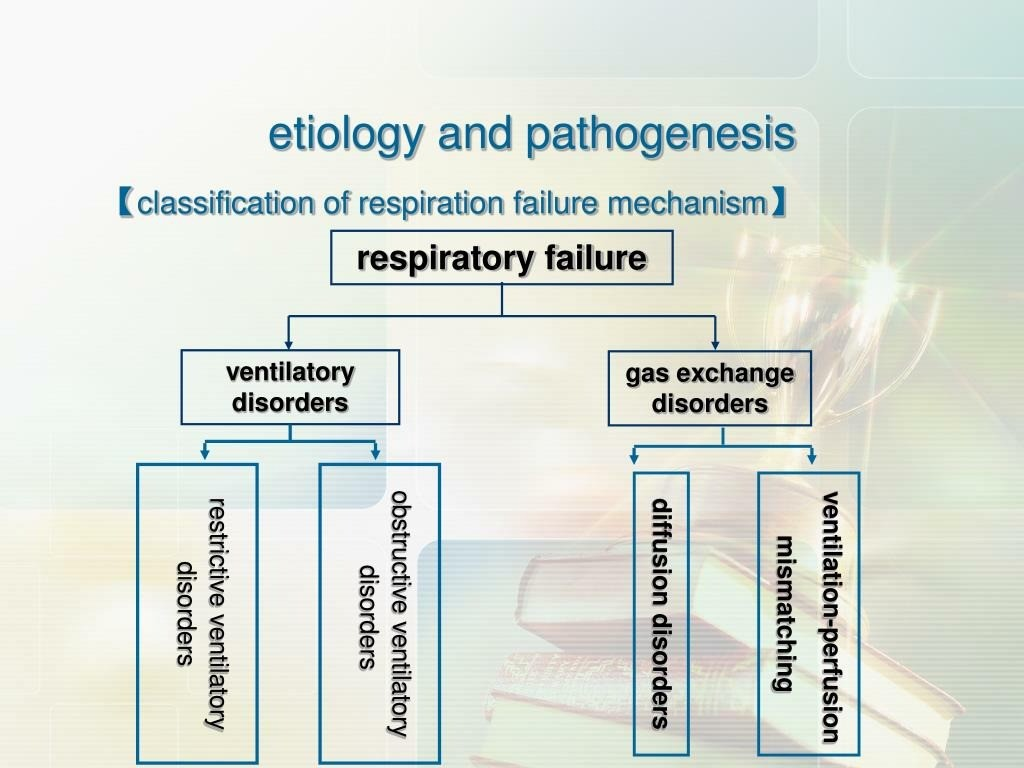 etiology and pathogenesis
【classification of respiration failure mechanism】
respiratory failure
ventilatory
disorders
gas exchange
disorders
restrictive ventilatory
disorders
obstructive ventilatory
disorders
diffusion disorders
ventilation-perfusion
mismatching